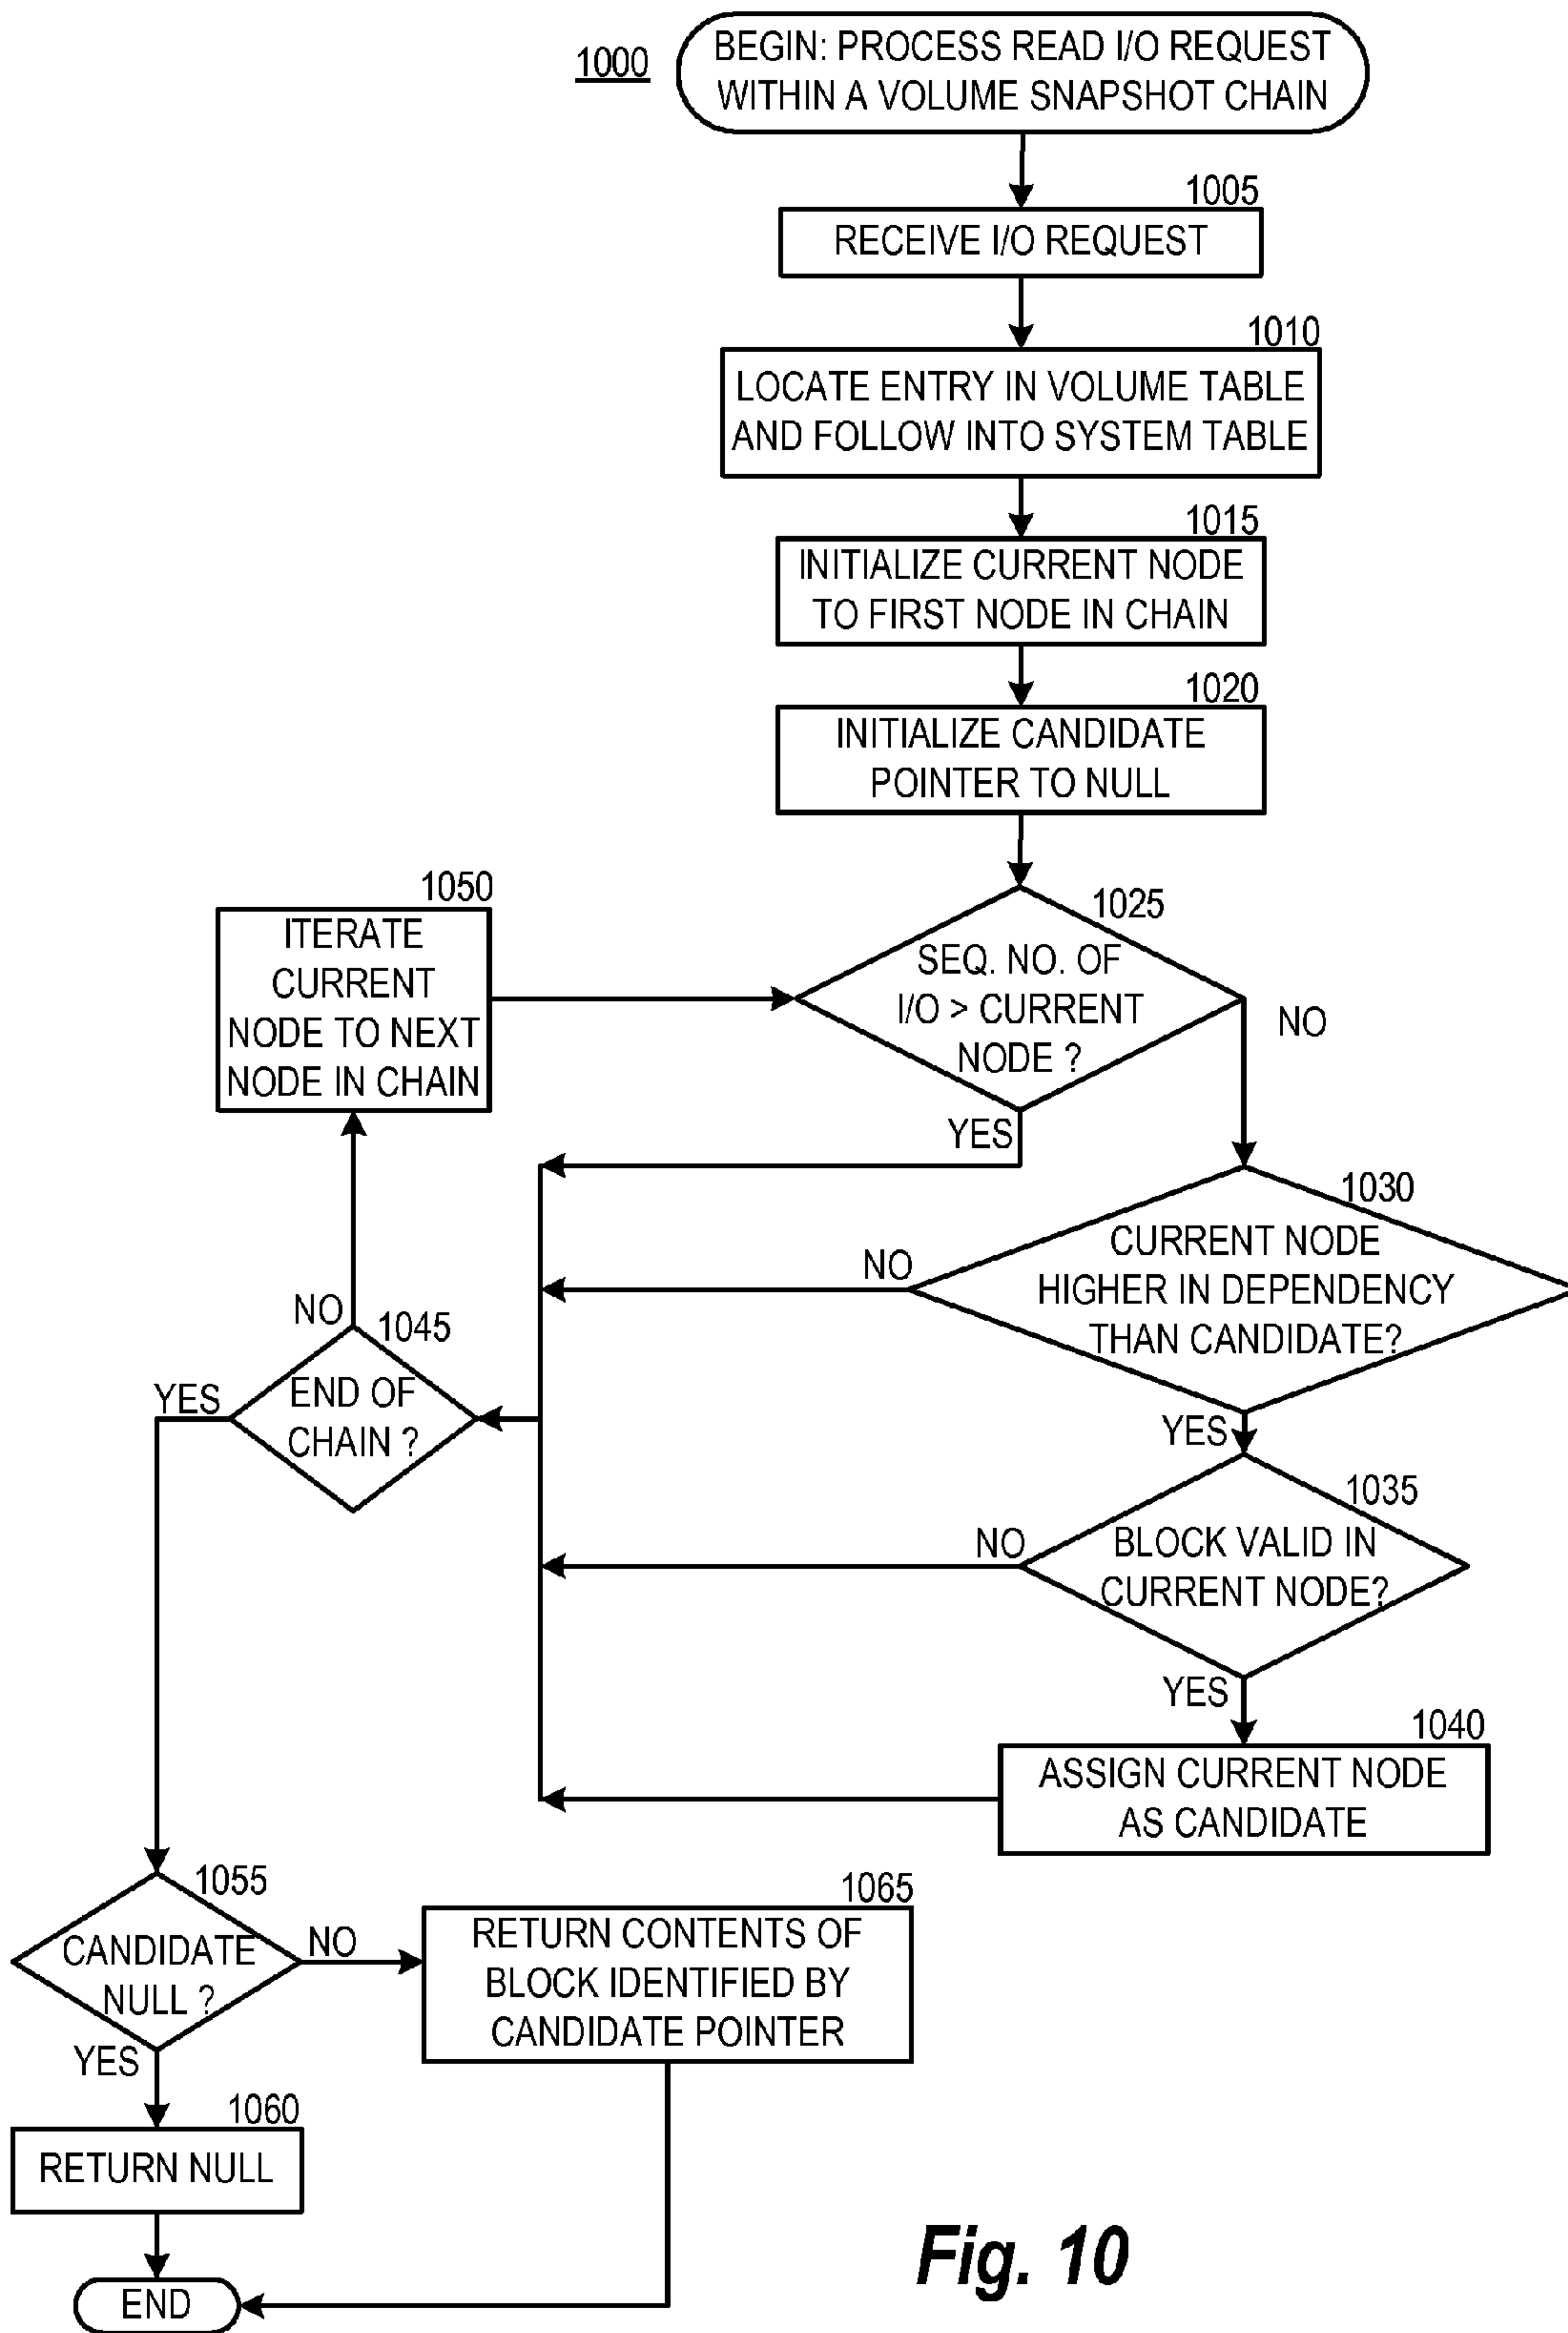 1000
BEGIN: PROCESS READ I/O REQUEST
WITHIN A VOLUME SNAPSHOT CHAIN
1005
RECEIVE I/O REQUEST
1010
LOCATE ENTRY IN VOLUME TABLE
AND FOLLOW INTO SYSTEM TABLE
1015
INITIALIZE CURRENT NODE
TO FIRST NODE IN CHAIN
1020
INITIALIZE CANDIDATE
POINTER TO NULL
1025
SEQ. NO. OF
I/O > CURRENT
NODE ?
NO
YES
1050
ITERATE
CURRENT
NODE TO NEXT
NODE IN CHAIN
1030
CURRENT NODE
HIGHER IN DEPENDENCY
THAN CANDIDATE?
NO
YES
1035
BLOCK VALID IN
CURRENT NODE?
NO
YES
1040
ASSIGN CURRENT NODE
AS CANDIDATE
NO
1045
END OF
CHAIN ?
YES
1055
CANDIDATE
NULL ?
NO
YES
1065
RETURN CONTENTS OF
BLOCK IDENTIFIED BY
CANDIDATE POINTER
1060
RETURN NULL
END
Fig. 10